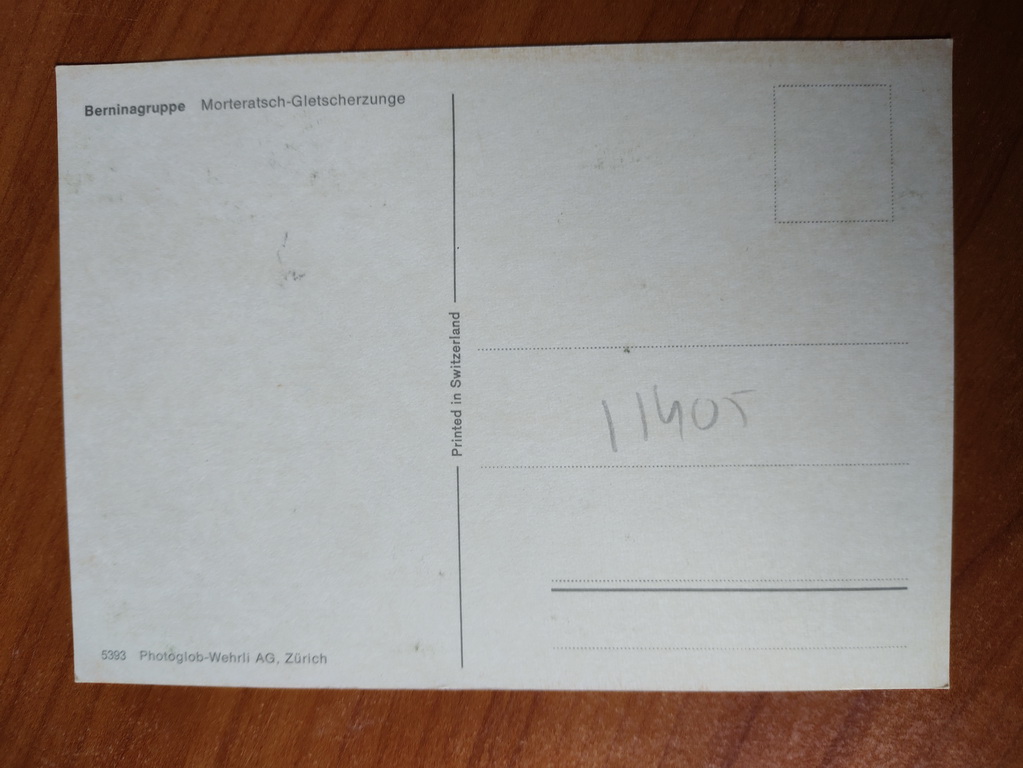 Berninagruppe Morteratsch-Gletscherzunge
Printed in Switzerland
11405
5393 Photoglob-Wehrli AG, Zürich